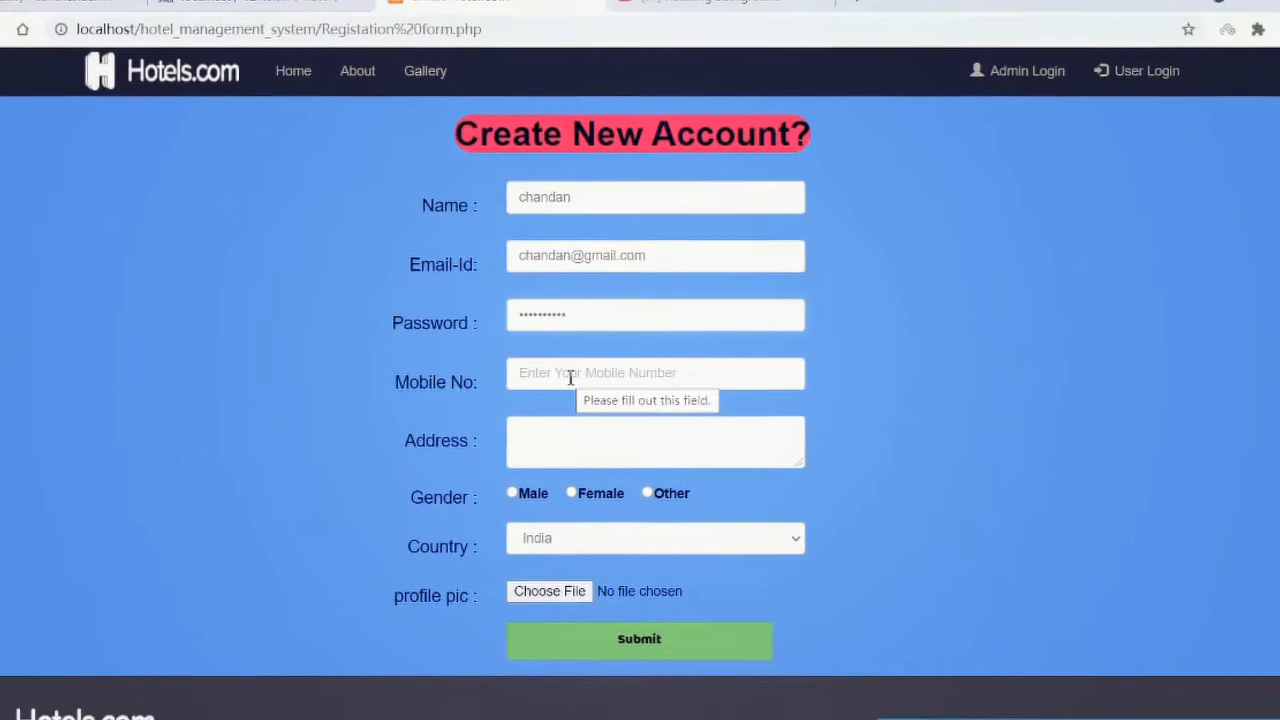 localhost/hotel_management_system/Registation%20form.php
Hotels.com Home About Gallery Admin Login User Login
Create New Account?
Name : chandan
Email-Id: chandan@gmail.com
Password : ••••••••••
Mobile No: Enter Your Mobile Number
Please fill out this field.
Address :
Gender : Male Female Other
Country : India
profile pic : Choose File No file chosen
Submit
Hotels.com